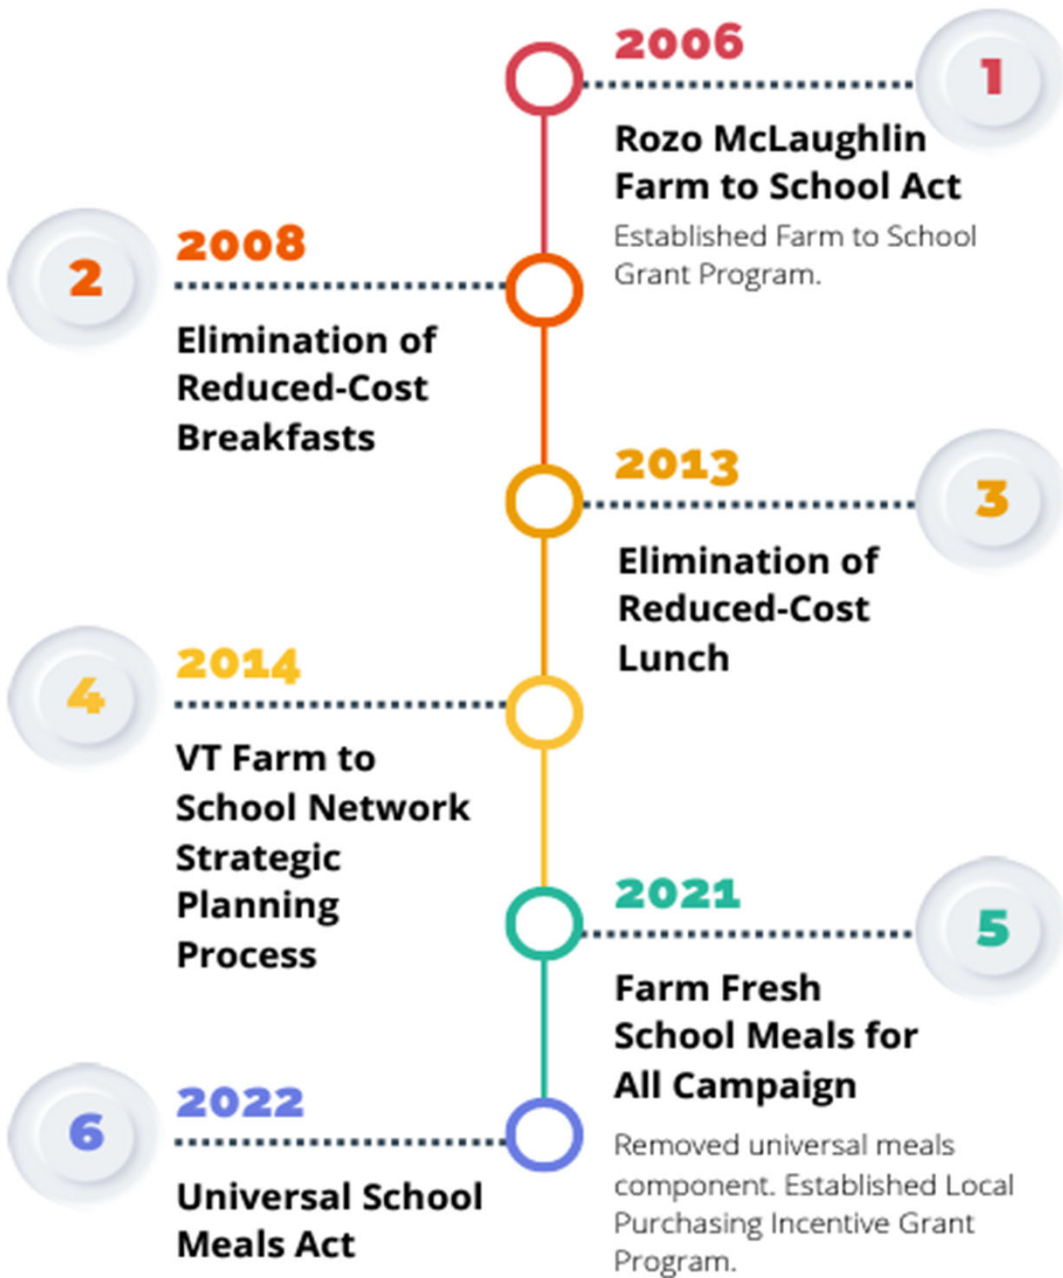 2006
1
Rozo McLaughlin
Farm to School Act
Established Farm to School
Grant Program.
2
2008
Elimination of
Reduced-Cost
Breakfasts
2013
3
Elimination of
Reduced-Cost
Lunch
4
2014
VT Farm to
School Network
Strategic
Planning
Process
2021
5
Farm Fresh
School Meals for
All Campaign
Removed universal meals
component. Established Local
Purchasing Incentive Grant
Program.
6
2022
Universal School
Meals Act